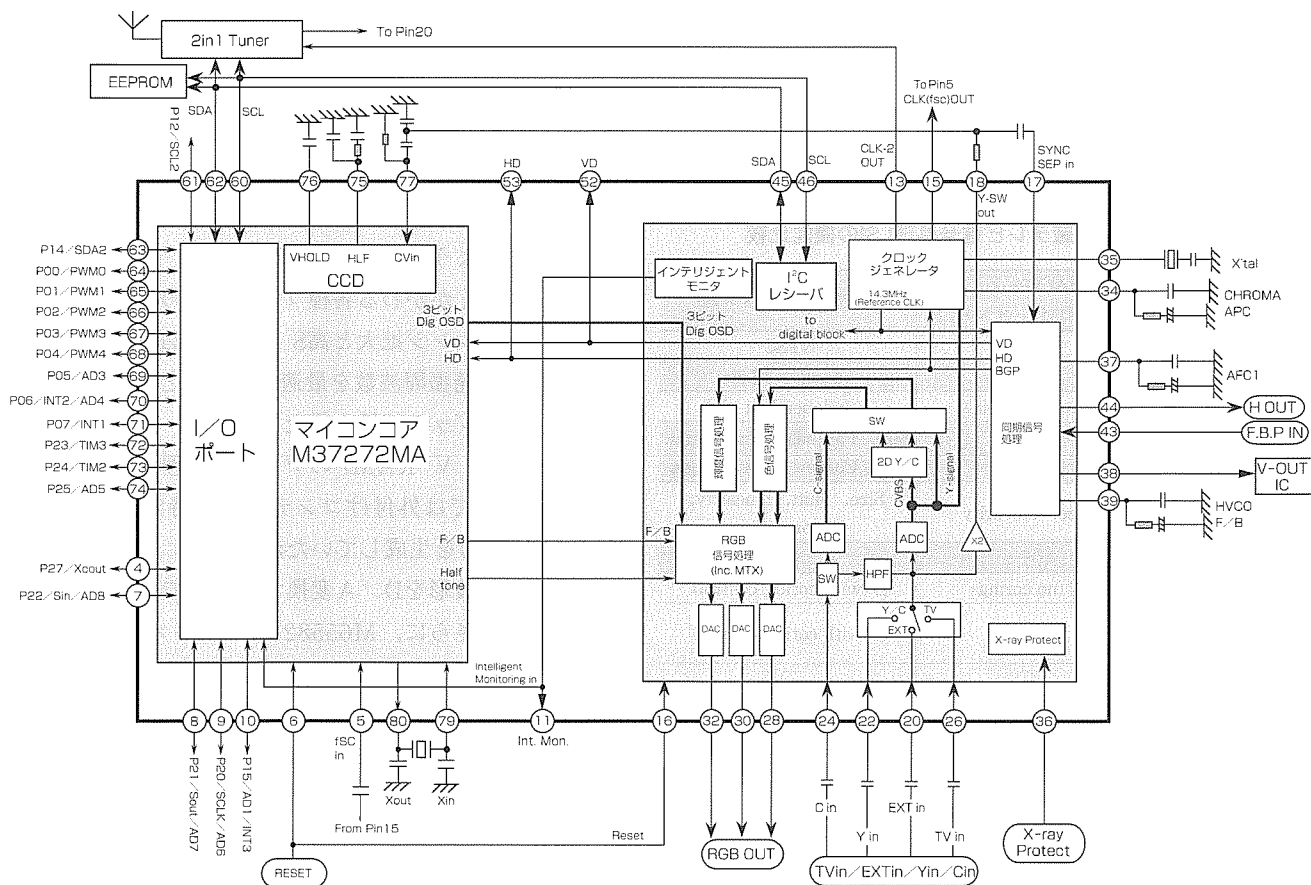 2in1 Tuner
To Pin20
EEPROM
SDA
SCL
P12/SCL2
To Pin5
CLK(fsc)OUT
HD
VD
SDA
SCL
CLK-2
OUT
SYNC
SEP in
Y-SW
out
61
62
60
76
75
77
53
52
45
46
13
15
18
17
P14/SDA2
63
P00/PWM0
64
P01/PWM1
65
P02/PWM2
66
P03/PWM3
67
P04/PWM4
68
P05/AD3
69
P06/INT2/AD4
70
P07/INT1
71
P23/TIM3
72
P24/TIM2
73
P25/AD5
74
P27/Xcout
4
P22/Sin/AD8
7
I/O
ポート
VHOLD
HLF
CVin
CCD
マイコンコア
M37272MA
3ビット
Dig OSD
VD
HD
F/B
Half
tone
Intelligent
Monitoring in
インテリジェント
モニタ
I²C
レシーバ
to
digital block
3ビット
Dig OSD
クロック
ジェネレータ
14.3MHz
(Reference CLK)
VD
HD
BGP
同期信号
処理
輝度信号処理
色信号処理
SW
2D Y/C
C-signal
CVBS
Y-signal
ADC
ADC
X2
SW
HPF
RGB
信号処理
(Inc. MTX)
F/B
DAC
DAC
DAC
Y/C
TV
EXT
X-ray Protect
35
X'tal
34
CHROMA
APC
37
AFC1
44
H OUT
43
F.B.P IN
38
V-OUT
IC
39
HVCO
F/B
8
9
10
6
5
80
79
11
16
32
30
28
24
22
20
26
36
P21/Sout/AD7
P20/SCLK/AD6
P15/AD1/INT3
fSC
in
From Pin15
Xout
Xin
Int. Mon.
Reset
RESET
RGB OUT
C in
Y in
EXT in
TV in
TVin/EXTin/Yin/Cin
X-ray
Protect